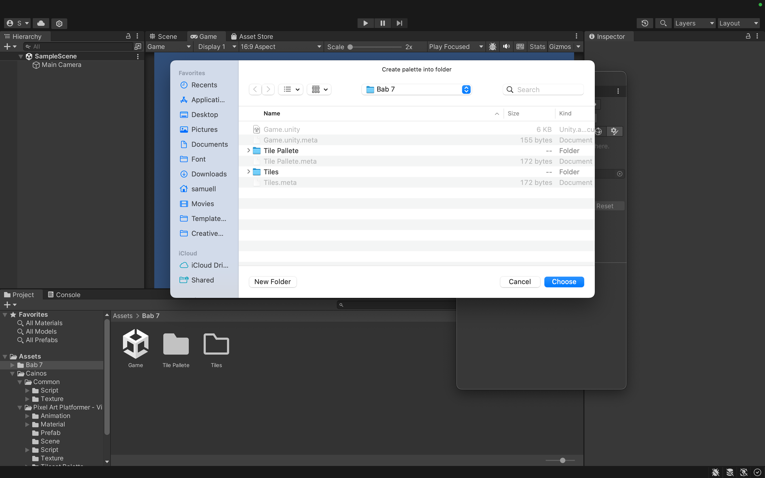 S
Layers
Layout
Hierarchy
All
SampleScene
Main Camera
Scene
Game
Asset Store
Game
Display 1
16:9 Aspect
Scale
2x
Play Focused
Stats
Gizmos
Inspector
Create palette into folder
Favorites
Recents
Applicati...
Desktop
Pictures
Documents
Font
Downloads
samuell
Movies
Template...
Creative...
iCloud
iCloud Dri...
Shared
Bab 7
Search
Name
Size
Kind
Game.unity
6 KB
Unity.a...cu
Game.unity.meta
155 bytes
Document
Tile Pallete
--
Folder
Tile Pallete.meta
172 bytes
Document
Tiles
--
Folder
Tiles.meta
172 bytes
Document
New Folder
Cancel
Choose
here.
Reset
Project
Console
Favorites
All Materials
All Models
All Prefabs
Assets
Bab 7
Cainos
Common
Script
Texture
Pixel Art Platformer - Vi
Animation
Material
Prefab
Scene
Script
Texture
Assets > Bab 7
Game
Tile Pallete
Tiles